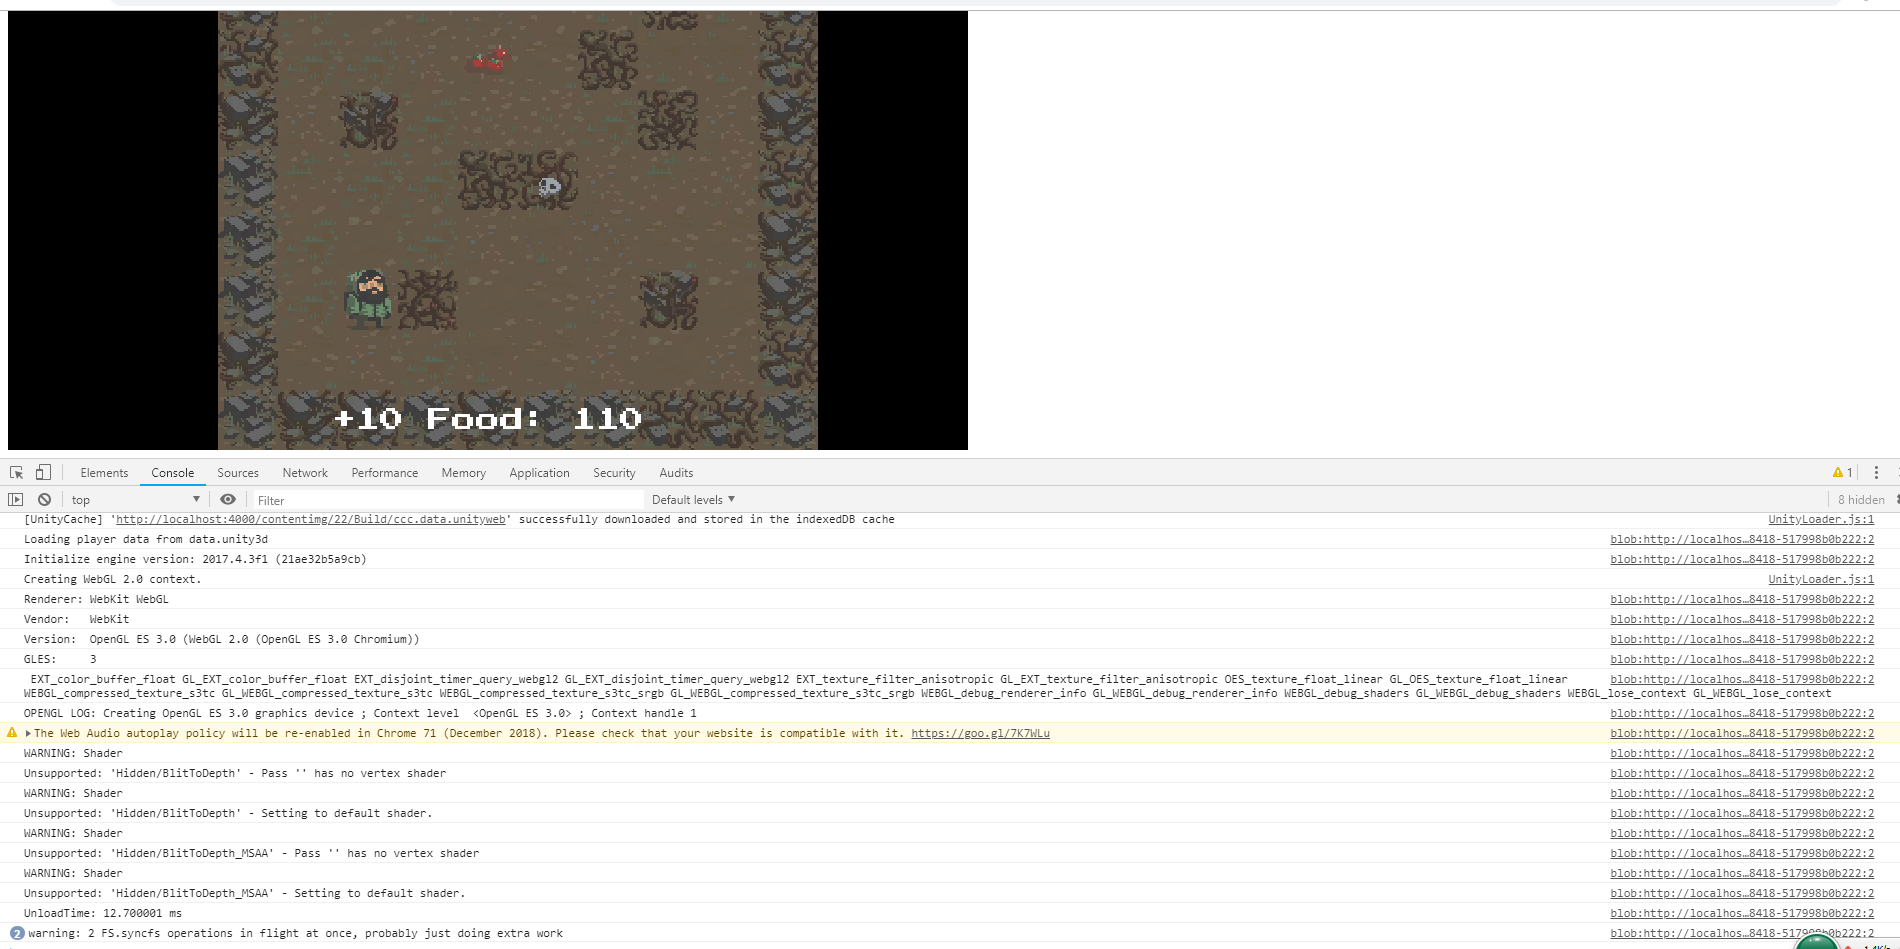 +10 Food: 110
Elements Console Sources Network Performance Memory Application Security Audits 1
top Filter Default levels 8 hidden
[UnityCache] 'http://localhost:4000/contentimg/22/Build/ccc.data.unityweb' successfully downloaded and stored in the indexedDB cache UnityLoader.js:1
Loading player data from data.unity3d blob:http://localhos…8418-517998b0b222:2
Initialize engine version: 2017.4.3f1 (21ae32b5a9cb) blob:http://localhos…8418-517998b0b222:2
Creating WebGL 2.0 context. UnityLoader.js:1
Renderer: WebKit WebGL blob:http://localhos…8418-517998b0b222:2
Vendor: WebKit blob:http://localhos…8418-517998b0b222:2
Version: OpenGL ES 3.0 (WebGL 2.0 (OpenGL ES 3.0 Chromium)) blob:http://localhos…8418-517998b0b222:2
GLES: 3 blob:http://localhos…8418-517998b0b222:2
EXT_color_buffer_float GL_EXT_color_buffer_float EXT_disjoint_timer_query_webgl2 GL_EXT_disjoint_timer_query_webgl2 EXT_texture_filter_anisotropic GL_EXT_texture_filter_anisotropic OES_texture_float_linear GL_OES_texture_float_linear blob:http://localhos…8418-517998b0b222:2
WEBGL_compressed_texture_s3tc GL_WEBGL_compressed_texture_s3tc WEBGL_compressed_texture_s3tc_srgb GL_WEBGL_compressed_texture_s3tc_srgb WEBGL_debug_renderer_info GL_WEBGL_debug_renderer_info WEBGL_debug_shaders GL_WEBGL_debug_shaders WEBGL_lose_context GL_WEBGL_lose_context
OPENGL LOG: Creating OpenGL ES 3.0 graphics device ; Context level <OpenGL ES 3.0> ; Context handle 1 blob:http://localhos…8418-517998b0b222:2
The Web Audio autoplay policy will be re-enabled in Chrome 71 (December 2018). Please check that your website is compatible with it. https://goo.gl/7K7WLu blob:http://localhos…8418-517998b0b222:2
WARNING: Shader blob:http://localhos…8418-517998b0b222:2
Unsupported: 'Hidden/BlitToDepth' - Pass '' has no vertex shader blob:http://localhos…8418-517998b0b222:2
WARNING: Shader blob:http://localhos…8418-517998b0b222:2
Unsupported: 'Hidden/BlitToDepth' - Setting to default shader. blob:http://localhos…8418-517998b0b222:2
WARNING: Shader blob:http://localhos…8418-517998b0b222:2
Unsupported: 'Hidden/BlitToDepth_MSAA' - Pass '' has no vertex shader blob:http://localhos…8418-517998b0b222:2
WARNING: Shader blob:http://localhos…8418-517998b0b222:2
Unsupported: 'Hidden/BlitToDepth_MSAA' - Setting to default shader. blob:http://localhos…8418-517998b0b222:2
UnloadTime: 12.700001 ms blob:http://localhos…8418-517998b0b222:2
2 warning: 2 FS.syncfs operations in flight at once, probably just doing extra work blob:http://localhos…8418-517998b0b222:2